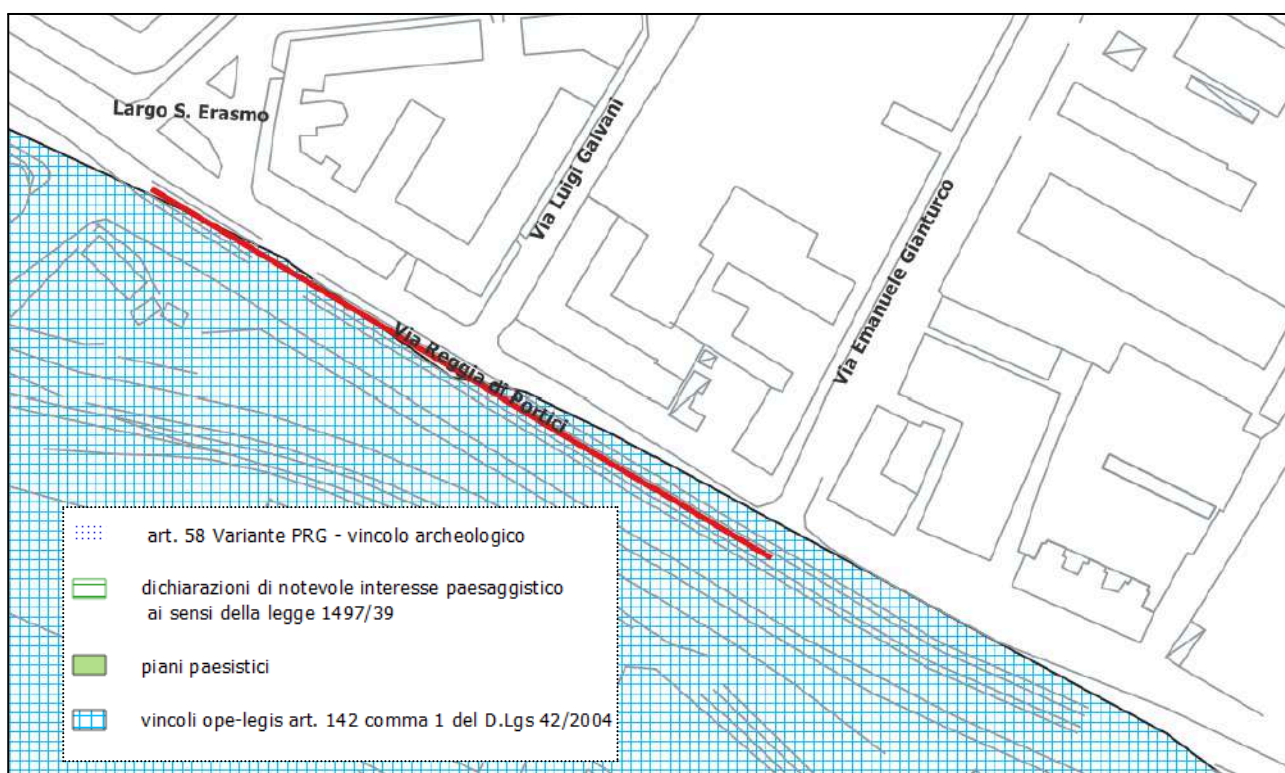 Largo S. Erasmo
Via Luigi Galvani
Via Emanuele Gianturco
Via Reggia di Portici
art. 58 Variante PRG - vincolo archeologico
dichiarazioni di notevole interesse paesaggistico
ai sensi della legge 1497/39
piani paesistici
vincoli ope-legis art. 142 comma 1 del D.Lgs 42/2004